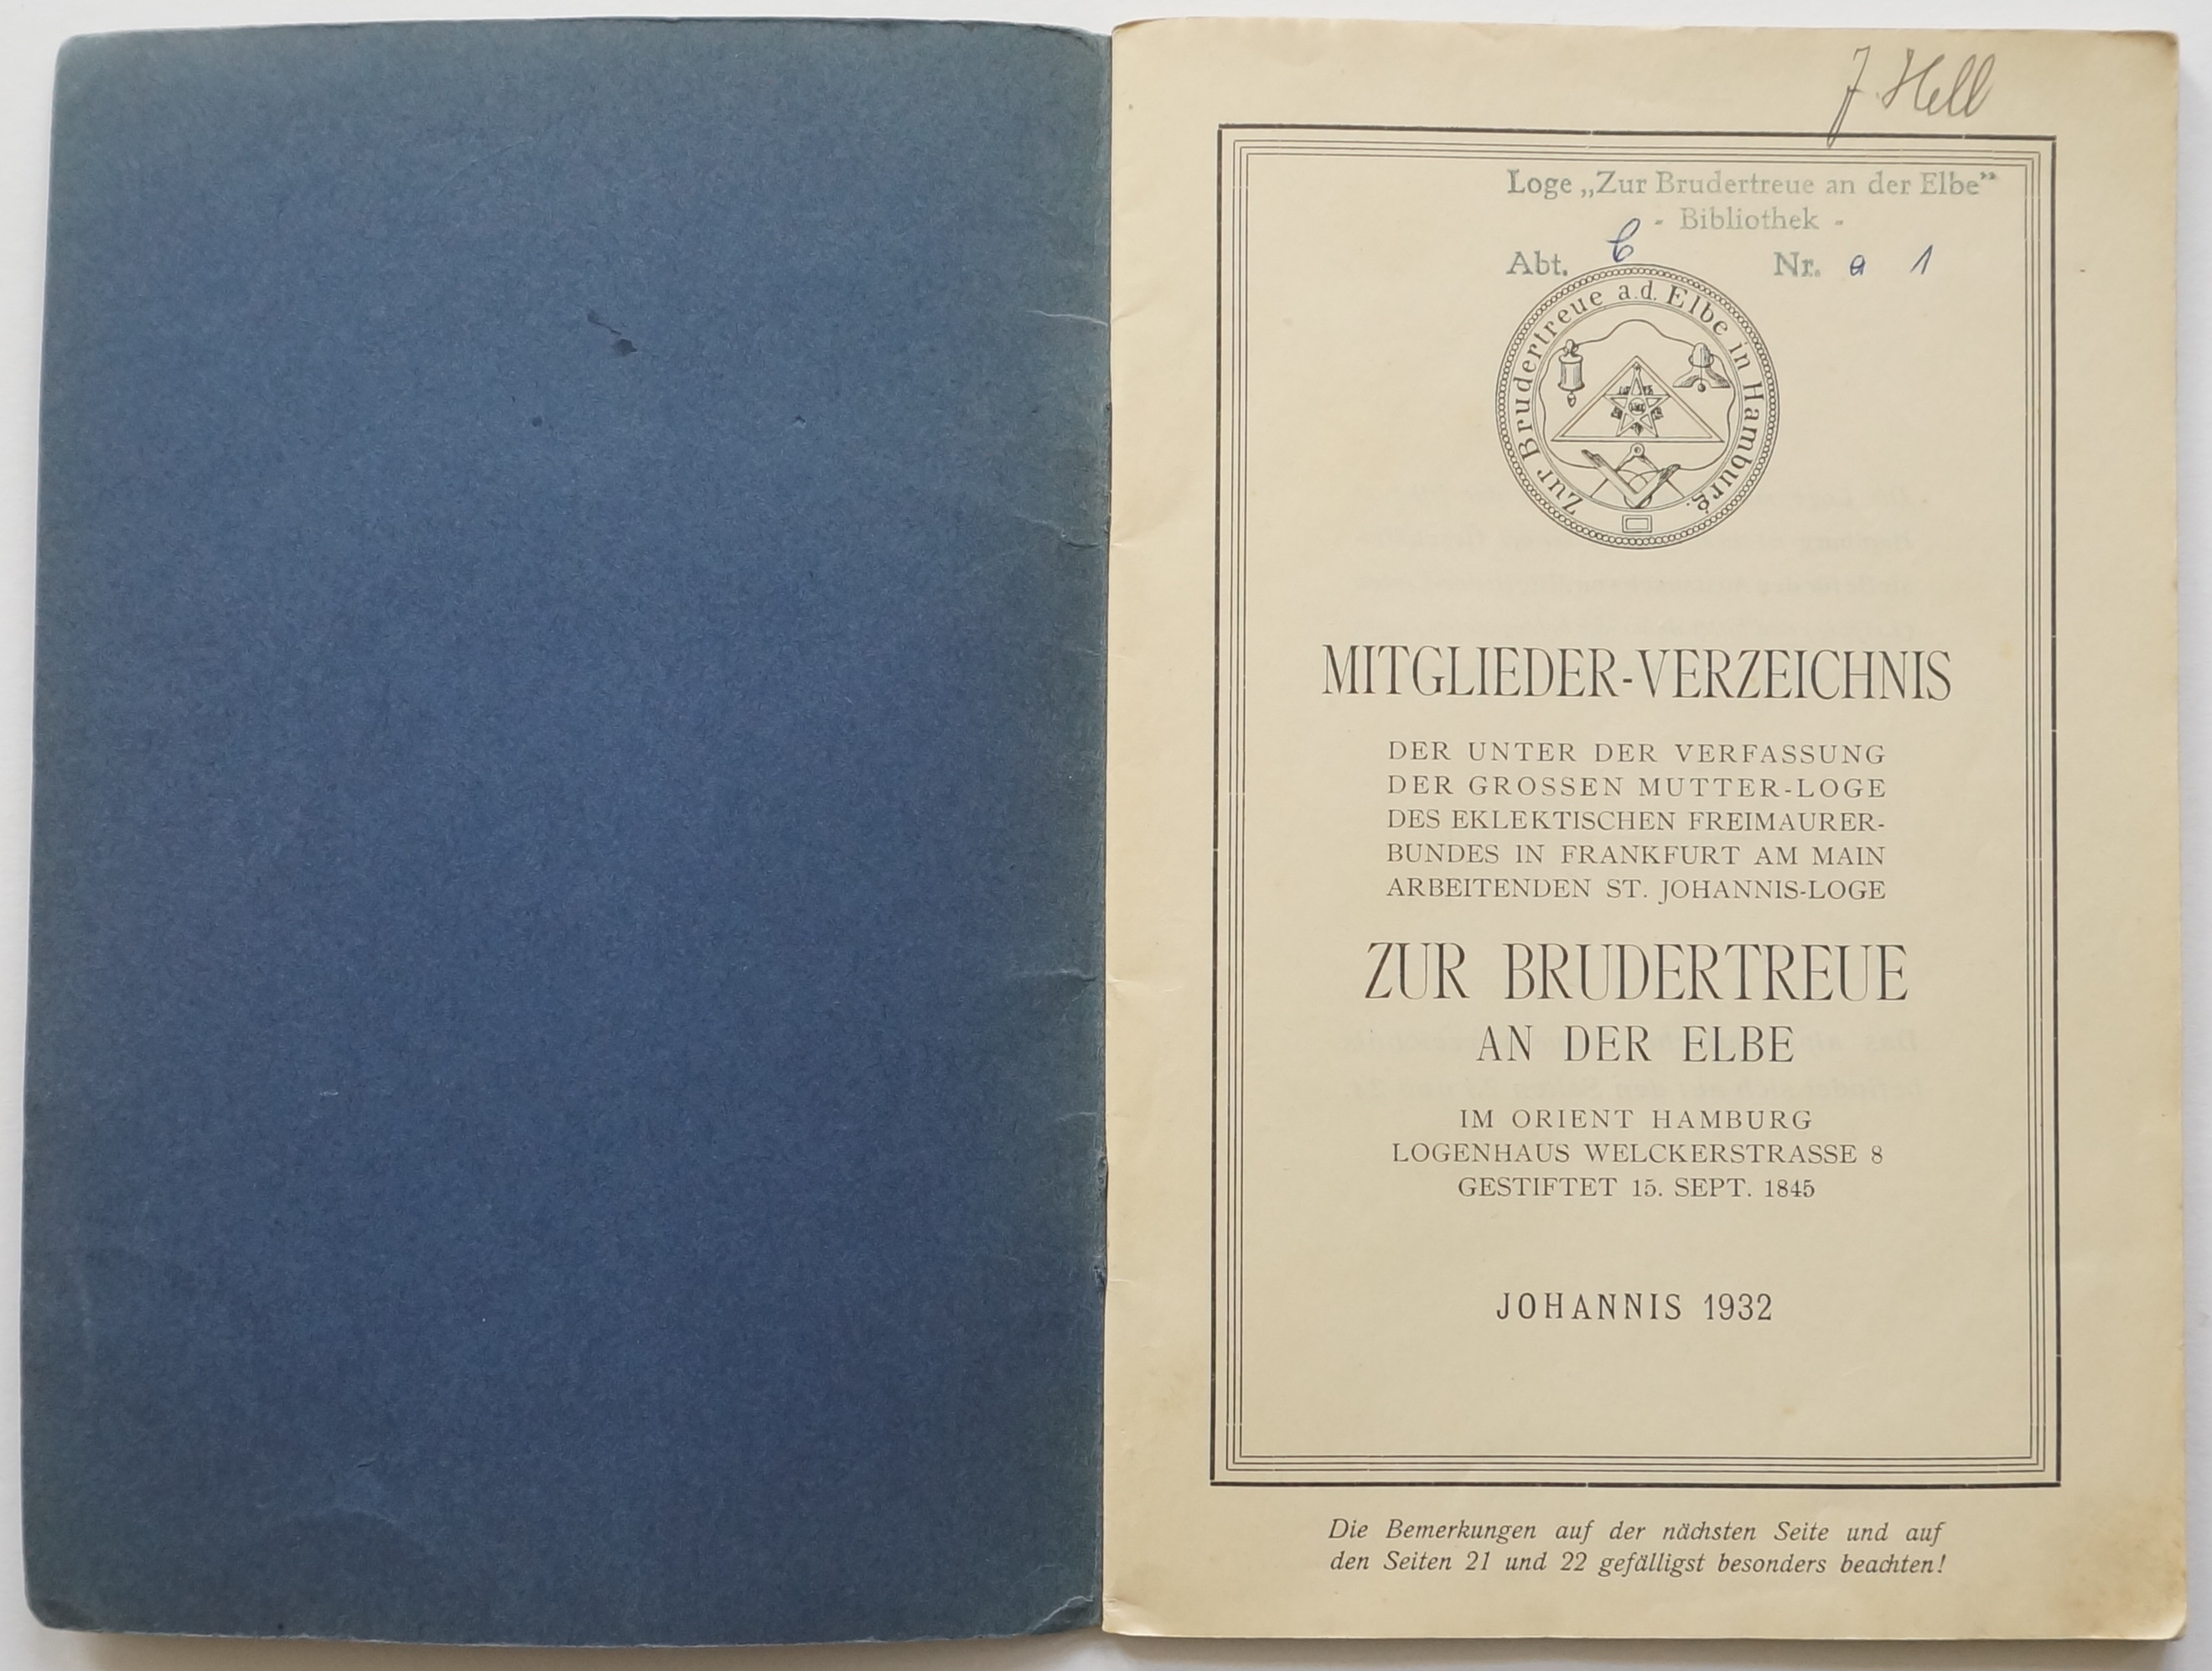 J. Hell
Loge „Zur Brudertreue an der Elbe”
- Bibliothek -
Abt. C Nr. a 1
Zur Brudertreue a.d. Elbe in Hamburg.
MITGLIEDER-VERZEICHNIS
DER UNTER DER VERFASSUNG
DER GROSSEN MUTTER-LOGE
DES EKLEKTISCHEN FREIMAURER-
BUNDES IN FRANKFURT AM MAIN
ARBEITENDEN ST. JOHANNIS-LOGE
ZUR BRUDERTREUE
AN DER ELBE
IM ORIENT HAMBURG
LOGENHAUS WELCKERSTRASSE 8
GESTIFTET 15. SEPT. 1845
JOHANNIS 1932
Die Bemerkungen auf der nächsten Seite und auf
den Seiten 21 und 22 gefälligst besonders beachten!